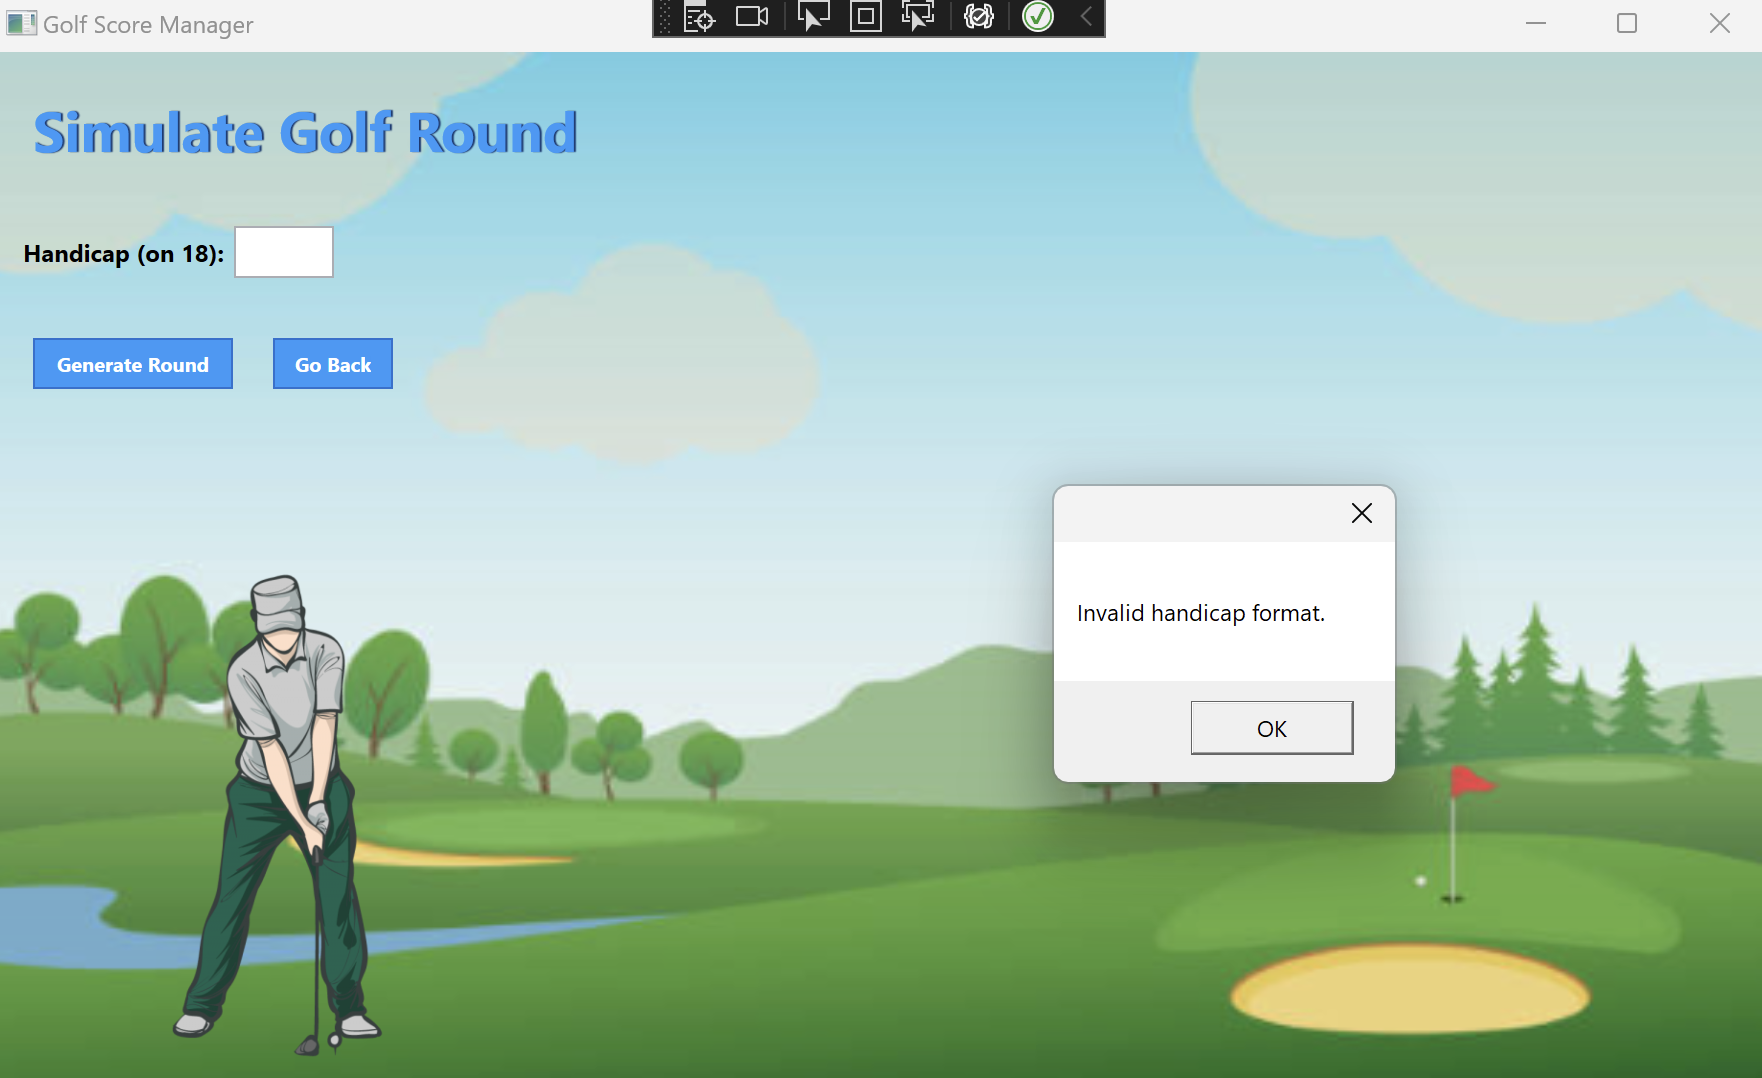 Golf Score Manager
Simulate Golf Round
Handicap (on 18):
Generate Round
Go Back
Invalid handicap format.
OK